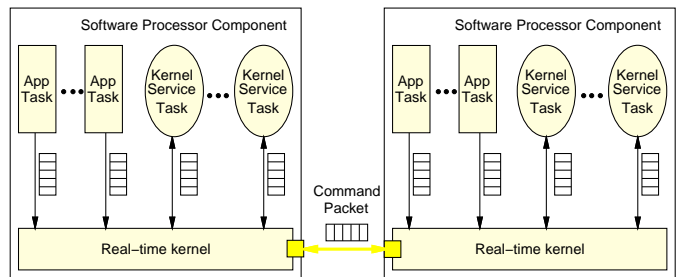 Software Processor Component
App
Task
App
Task
Kernel
Service
Task
Kernel
Service
Task
Real-time kernel
Command
Packet
Software Processor Component
App
Task
App
Task
Kernel
Service
Task
Kernel
Service
Task
Real-time kernel